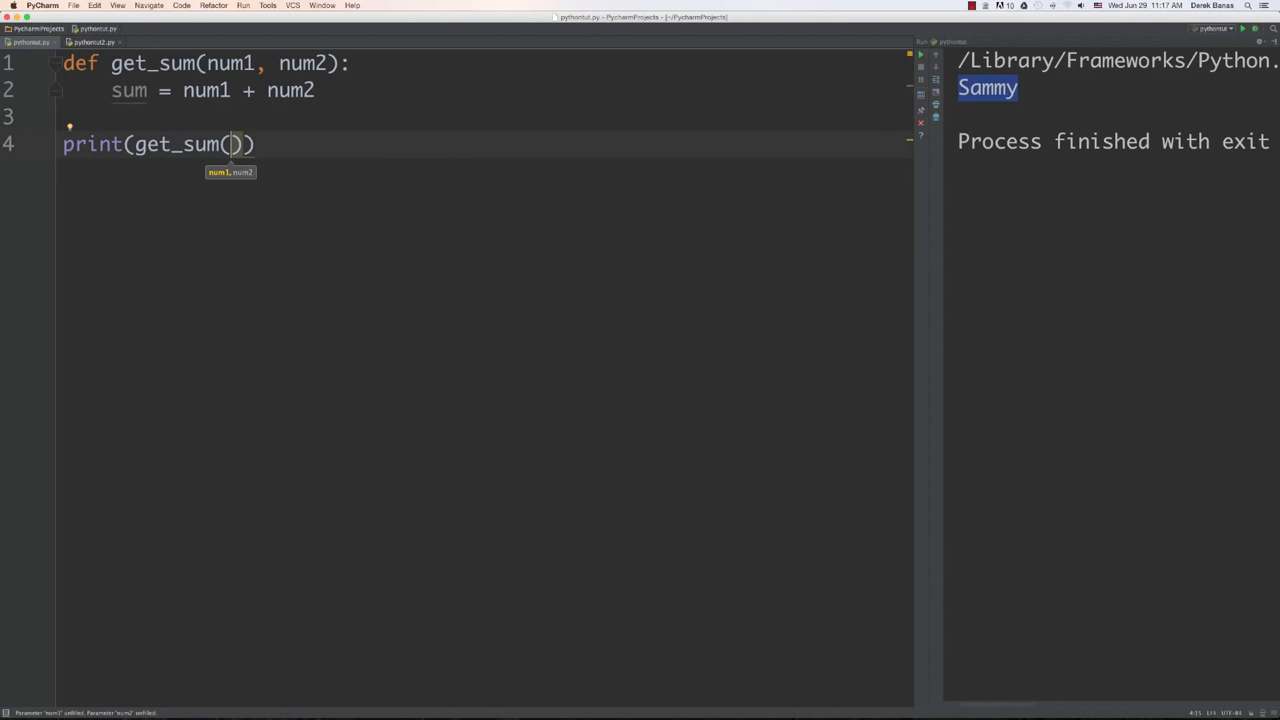 PyCharm File Edit View Navigate Code Refactor Run Tools VCS Window Help 10 Wed Jun 29 11:17 AM Derek Banas
pythontut.py - PycharmProjects - [~/PycharmProjects]
PycharmProjects pythontut.py pythontut
pythontut.py pythontut2.py Run pythontut
1 def get_sum(num1, num2):
2 sum = num1 + num2
3
4 print(get_sum())
num1, num2
/Library/Frameworks/Python.
Sammy
Process finished with exit
Parameter 'num1' unfilled. Parameter 'num2' unfilled. 4:15 LF‡ UTF-8‡